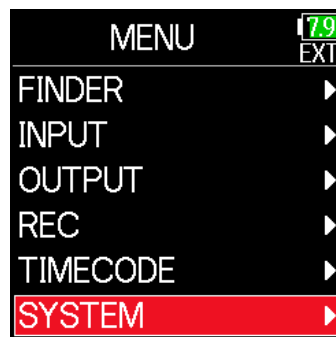 MENU
7.9
EXT
FINDER
INPUT
OUTPUT
REC
TIMECODE
SYSTEM